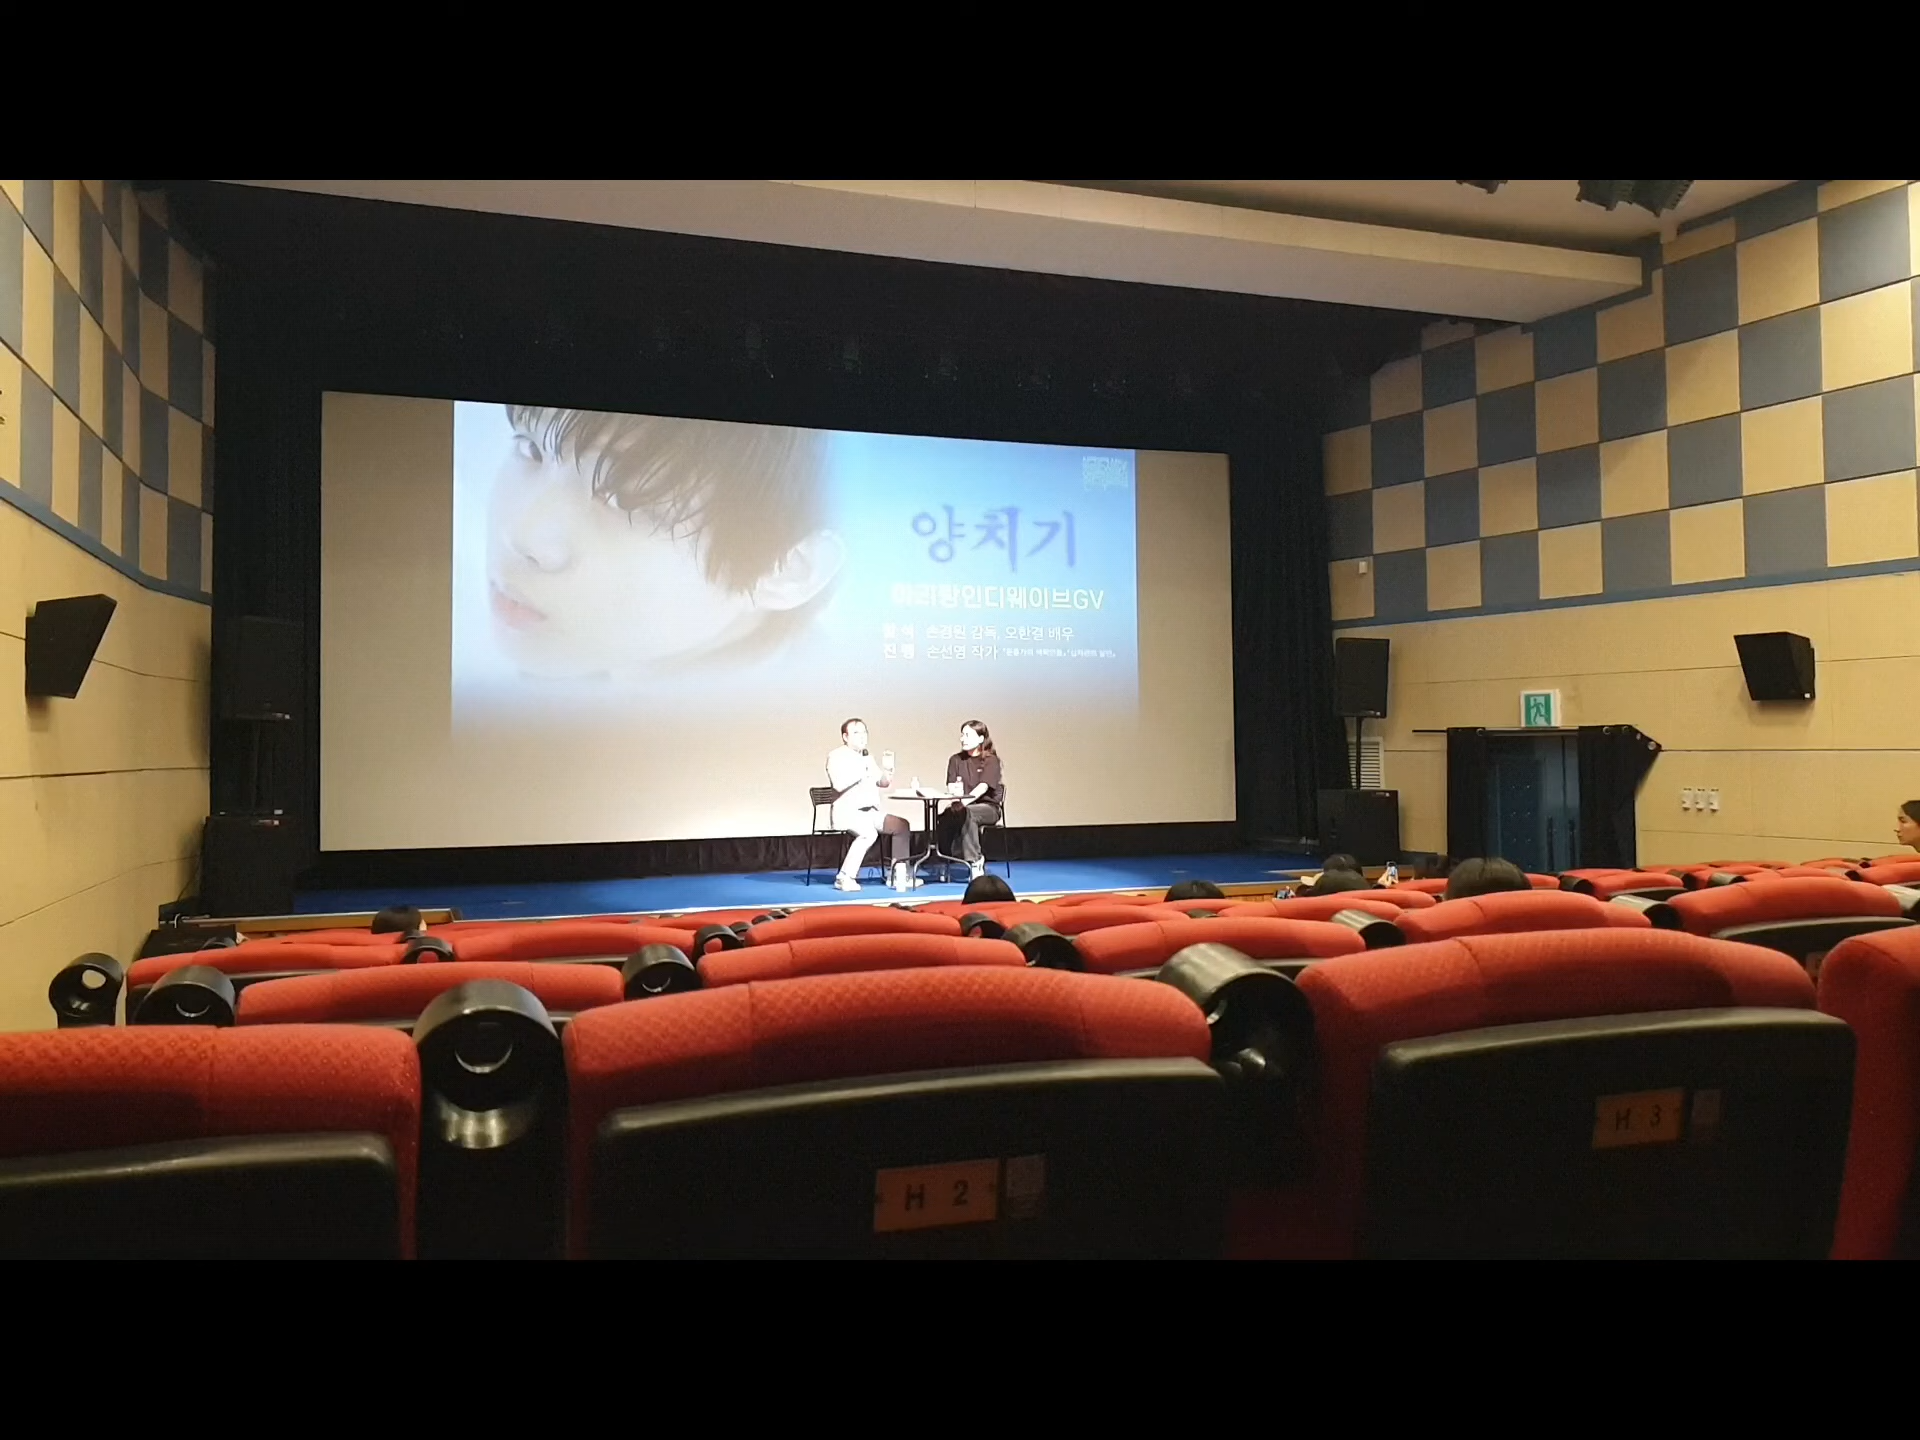 양치기
아리랑인디웨이브GV
참석 손경원 감독, 오한결 배우
진행 손선영 작가
H 2
H 3